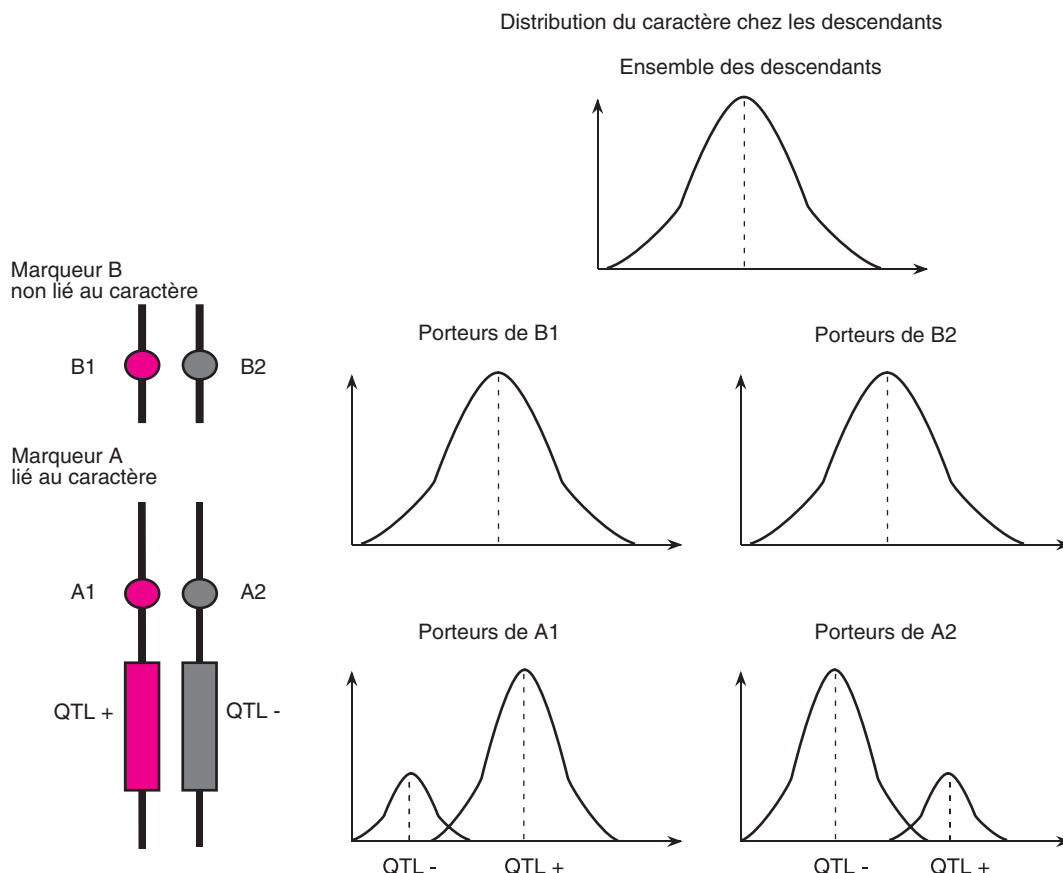 Distribution du caractère chez les descendants
Ensemble des descendants
Marqueur B
non lié au caractère
B1
B2
Porteurs de B1
Porteurs de B2
Marqueur A
lié au caractère
A1
A2
QTL +
QTL -
Porteurs de A1
Porteurs de A2
QTL -
QTL +
QTL -
QTL +